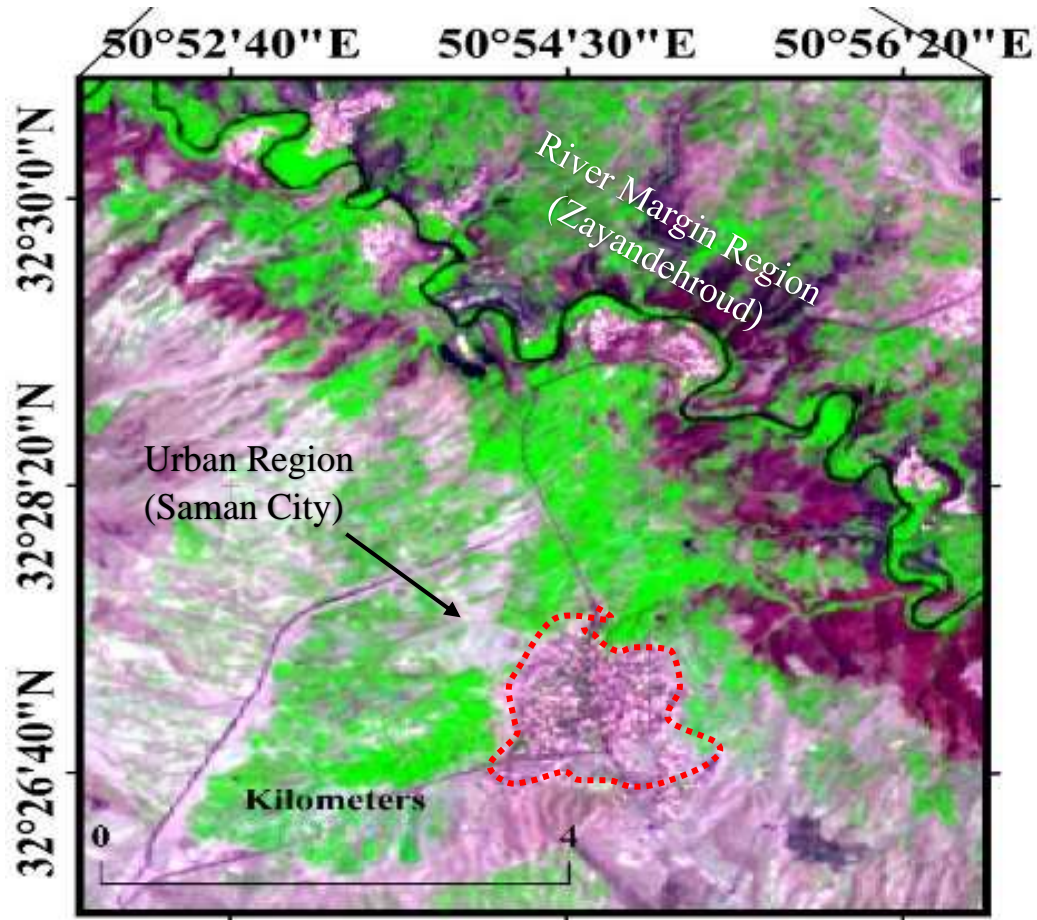 50°52'40"E 50°54'30"E 50°56'20"E
32°30'0"N
River Margin Region
(Zayandehroud)
32°28'20"N
Urban Region
(Saman City)
32°26'40"N
Kilometers
0 4